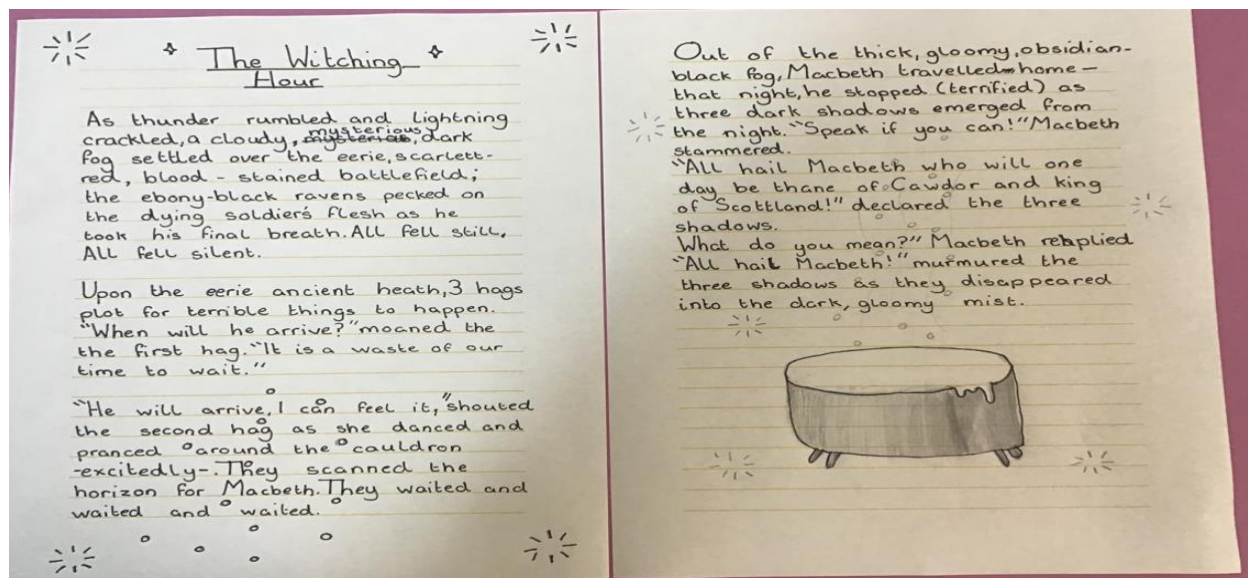 The Witching
Hour
As thunder rumbled and lightning
mysterious,
crackled, a cloudy, dark
fog settled over the eerie, scarlett-
red, blood-stained battlefield;
the ebony-black ravens pecked on
the dying soldier's flesh as he
took his final breath. All fell still,
All fell silent.
Upon the eerie ancient heath, 3 hags
plot for terrible things to happen.
"When will he arrive?" moaned the
the first hag. "It is a waste of our
time to wait."
"He will arrive, I can feel it," shouted
the second hag as she danced and
pranced around the cauldron
-excitedly-. They scanned the
horizon for Macbeth. They waited and
waited and waited.
Out of the thick, gloomy, obsidian-
black fog, Macbeth travelled home -
that night, he stopped (terrified) as
three dark shadows emerged from
the night. "Speak if you can!" Macbeth
stammered.
"All hail Macbeth who will one
day be thane of Cawdor and king
of Scottland!" declared the three
shadows.
What do you mean?" Macbeth replied
"All hail Macbeth!" murmured the
three shadows as they disappeared
into the dark, gloomy mist.